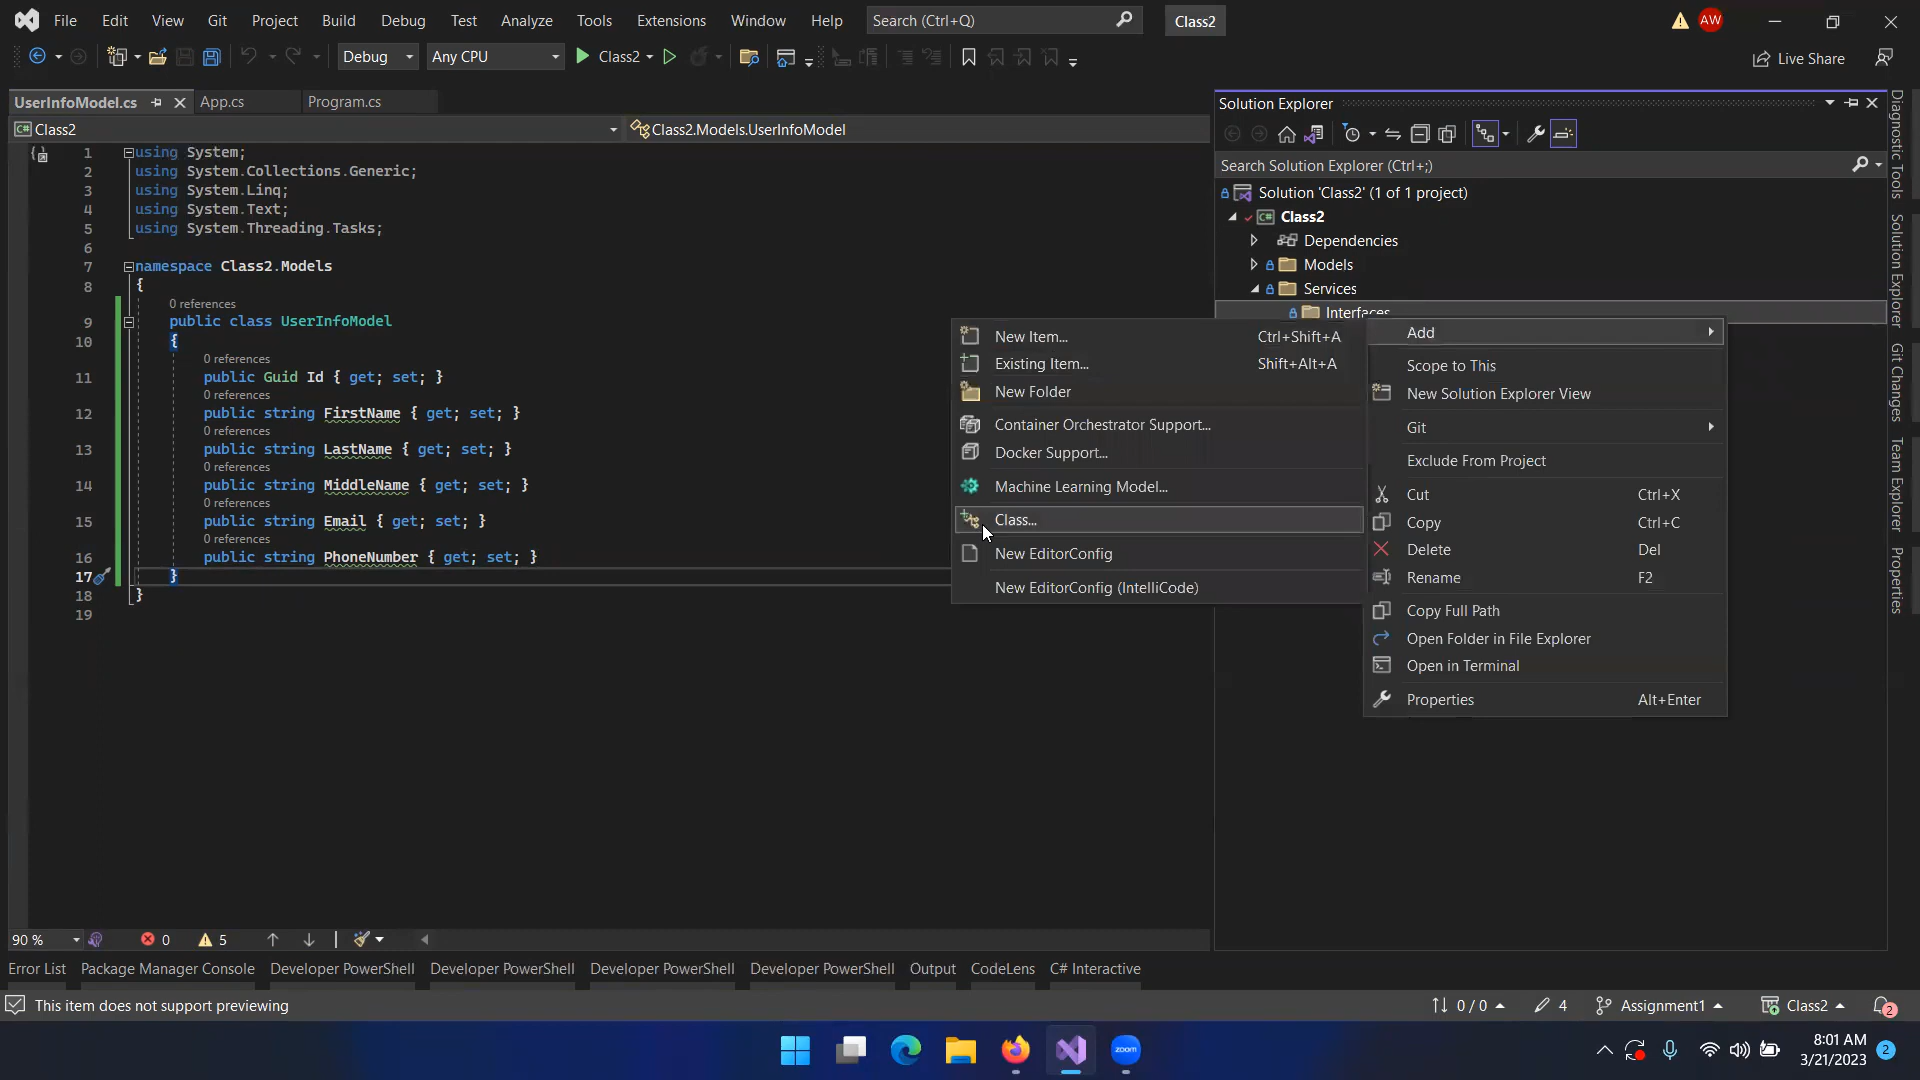 File Edit View Git Project Build Debug Test Analyze Tools Extensions Window Help Search (Ctrl+Q) Class2 AW
Debug Any CPU Class2 Live Share
UserInfoModel.cs App.cs Program.cs
C# Class2 Class2.Models.UserInfoModel
1 using System;
2 using System.Collections.Generic;
3 using System.Linq;
4 using System.Text;
5 using System.Threading.Tasks;
6
7 namespace Class2.Models
8 {
0 references
9 public class UserInfoModel
10 {
0 references
11 public Guid Id { get; set; }
0 references
12 public string FirstName { get; set; }
0 references
13 public string LastName { get; set; }
0 references
14 public string MiddleName { get; set; }
0 references
15 public string Email { get; set; }
0 references
16 public string PhoneNumber { get; set; }
17 }
18 }
19
Solution Explorer
Search Solution Explorer (Ctrl+;)
Solution 'Class2' (1 of 1 project)
C# Class2
Dependencies
Models
Services
Interfaces
New Item... Ctrl+Shift+A
Existing Item... Shift+Alt+A
New Folder
Container Orchestrator Support...
Docker Support...
Machine Learning Model...
Class...
New EditorConfig
New EditorConfig (IntelliCode)
Add
Scope to This
New Solution Explorer View
Git
Exclude From Project
Cut Ctrl+X
Copy Ctrl+C
Delete Del
Rename F2
Copy Full Path
Open Folder in File Explorer
Open in Terminal
Properties Alt+Enter
Diagnostic Tools
Solution Explorer
Git Changes
Team Explorer
Properties
90 % 0 5
Error List Package Manager Console Developer PowerShell Developer PowerShell Developer PowerShell Developer PowerShell Output CodeLens C# Interactive
This item does not support previewing 0 / 0 4 Assignment1 Class2 2
zoom
8:01 AM
3/21/2023 2